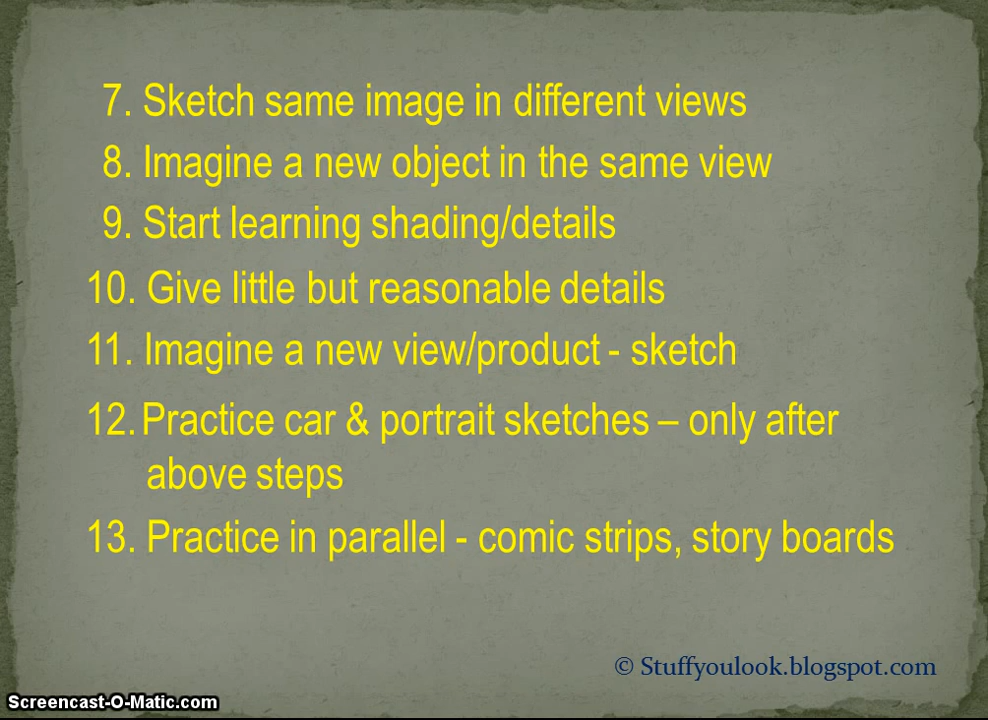 7. Sketch same image in different views
8. Imagine a new object in the same view
9. Start learning shading/details
10. Give little but reasonable details
11. Imagine a new view/product - sketch
12. Practice car & portrait sketches – only after
above steps
13. Practice in parallel - comic strips, story boards
© Stuffyoulook.blogspot.com
Screencast-O-Matic.com